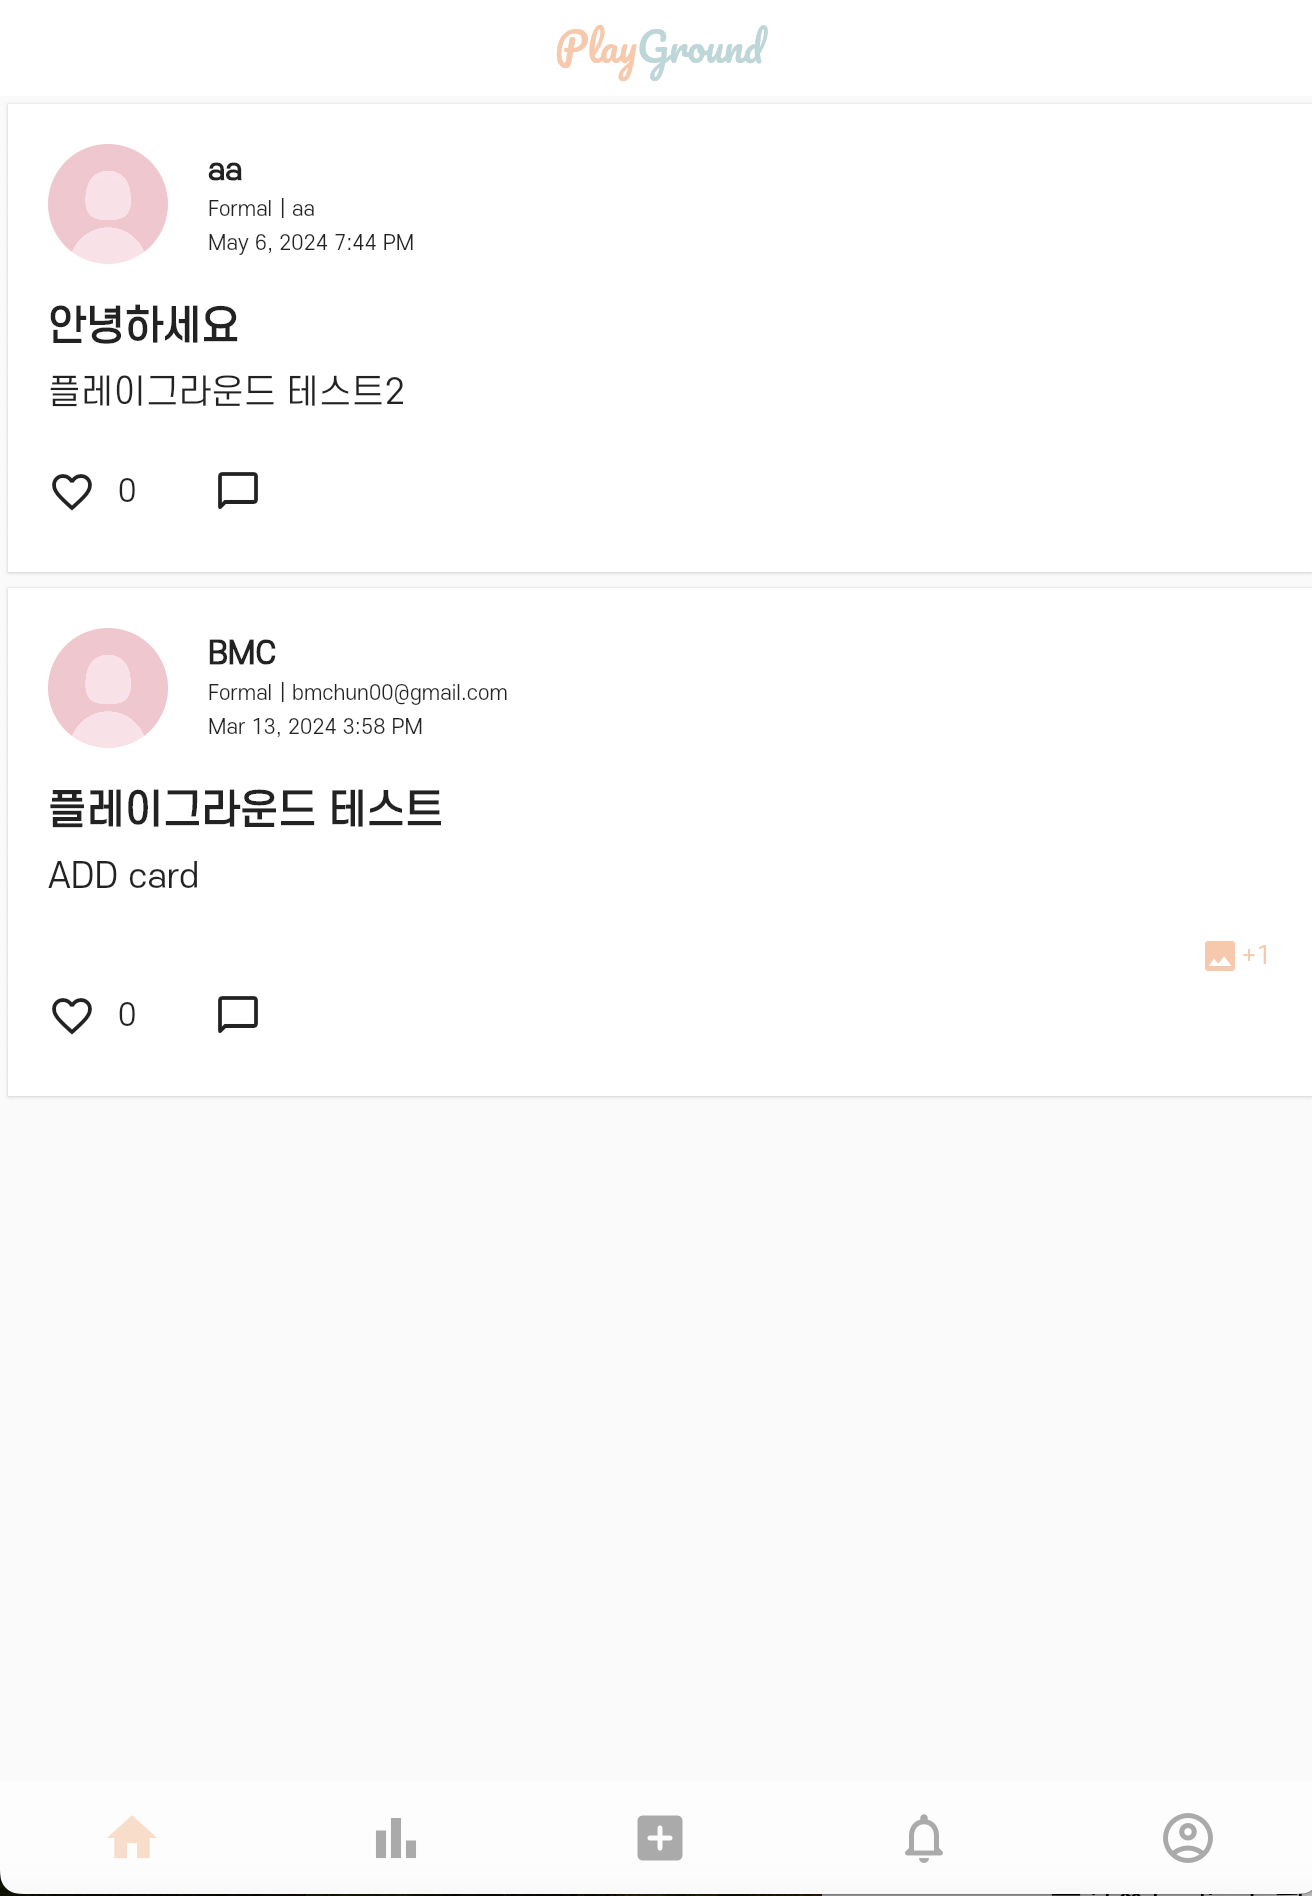 PlayGround
aa
Formal | aa
May 6, 2024 7:44 PM
안녕하세요
플레이그라운드 테스트2
0
BMC
Formal | bmchun00@gmail.com
Mar 13, 2024 3:58 PM
플레이그라운드 테스트
ADD card
+1
0